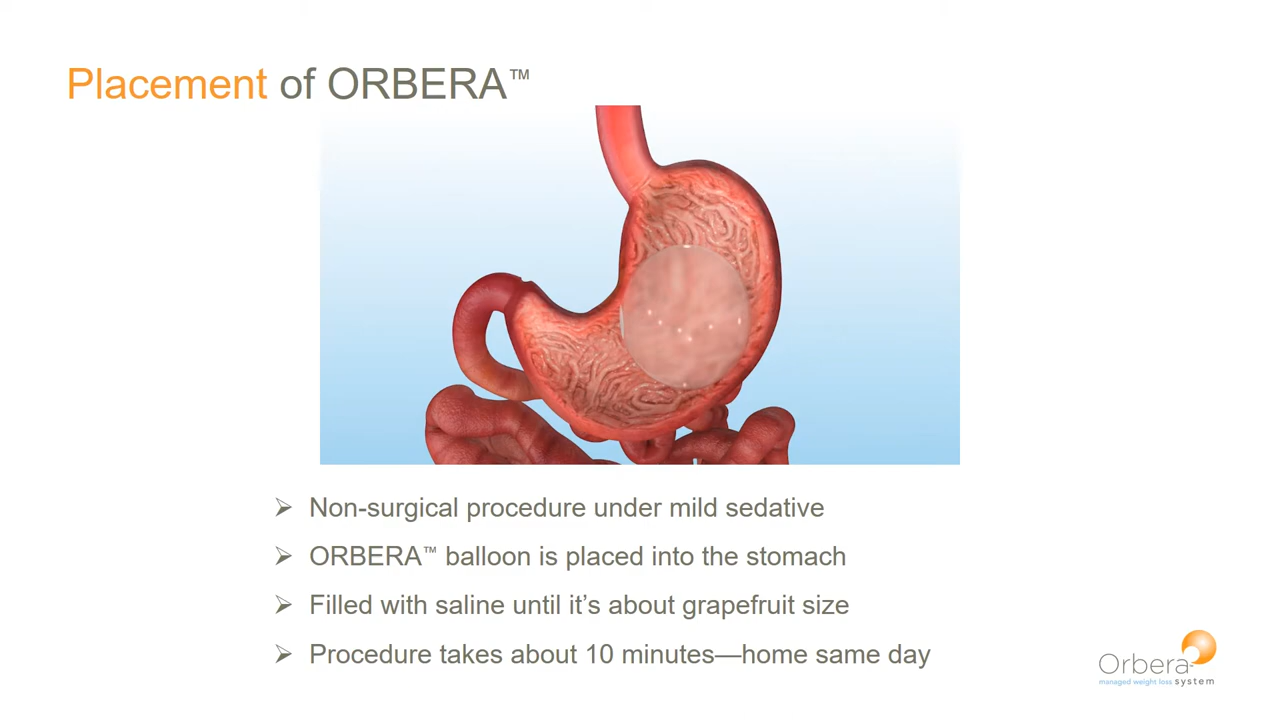 Placement of ORBERA™
➢ Non-surgical procedure under mild sedative
➢ ORBERA™ balloon is placed into the stomach
➢ Filled with saline until it’s about grapefruit size
➢ Procedure takes about 10 minutes—home same day
Orbera
managed weight loss system